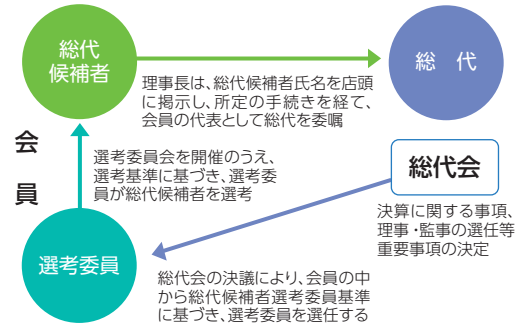 総代
候補者
総　代
理事長は、総代候補者氏名を店頭
に掲示し、所定の手続きを経て、
会員の代表として総代を委嘱
会
員
選考委員会を開催のうえ、
選考基準に基づき、選考委
員が総代候補者を選考
総代会
決算に関する事項、
理事・監事の選任等
重要事項の決定
選考委員
総代会の決議により、会員の中
から総代候補者選考委員基準
に基づき、選考委員を選任する